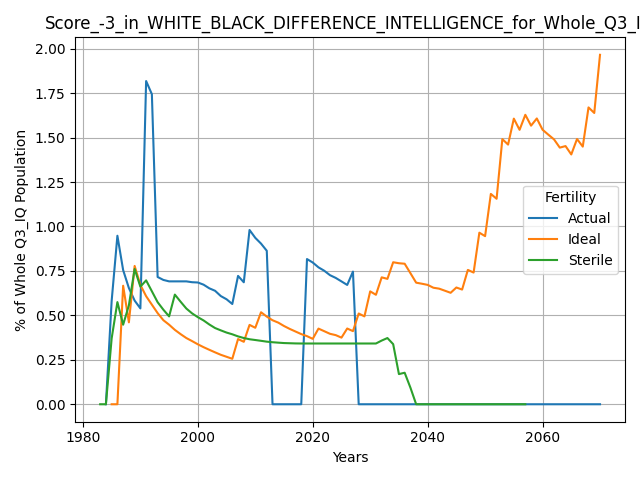 Score_-3_in_WHITE_BLACK_DIFFERENCE_INTELLIGENCE_for_Whole_Q3_I
% of Whole Q3_IQ Population
2.00
1.75
1.50
1.25
1.00
0.75
0.50
0.25
0.00
Fertility
Actual
Ideal
Sterile
1980 2000 2020 2040 2060
Years